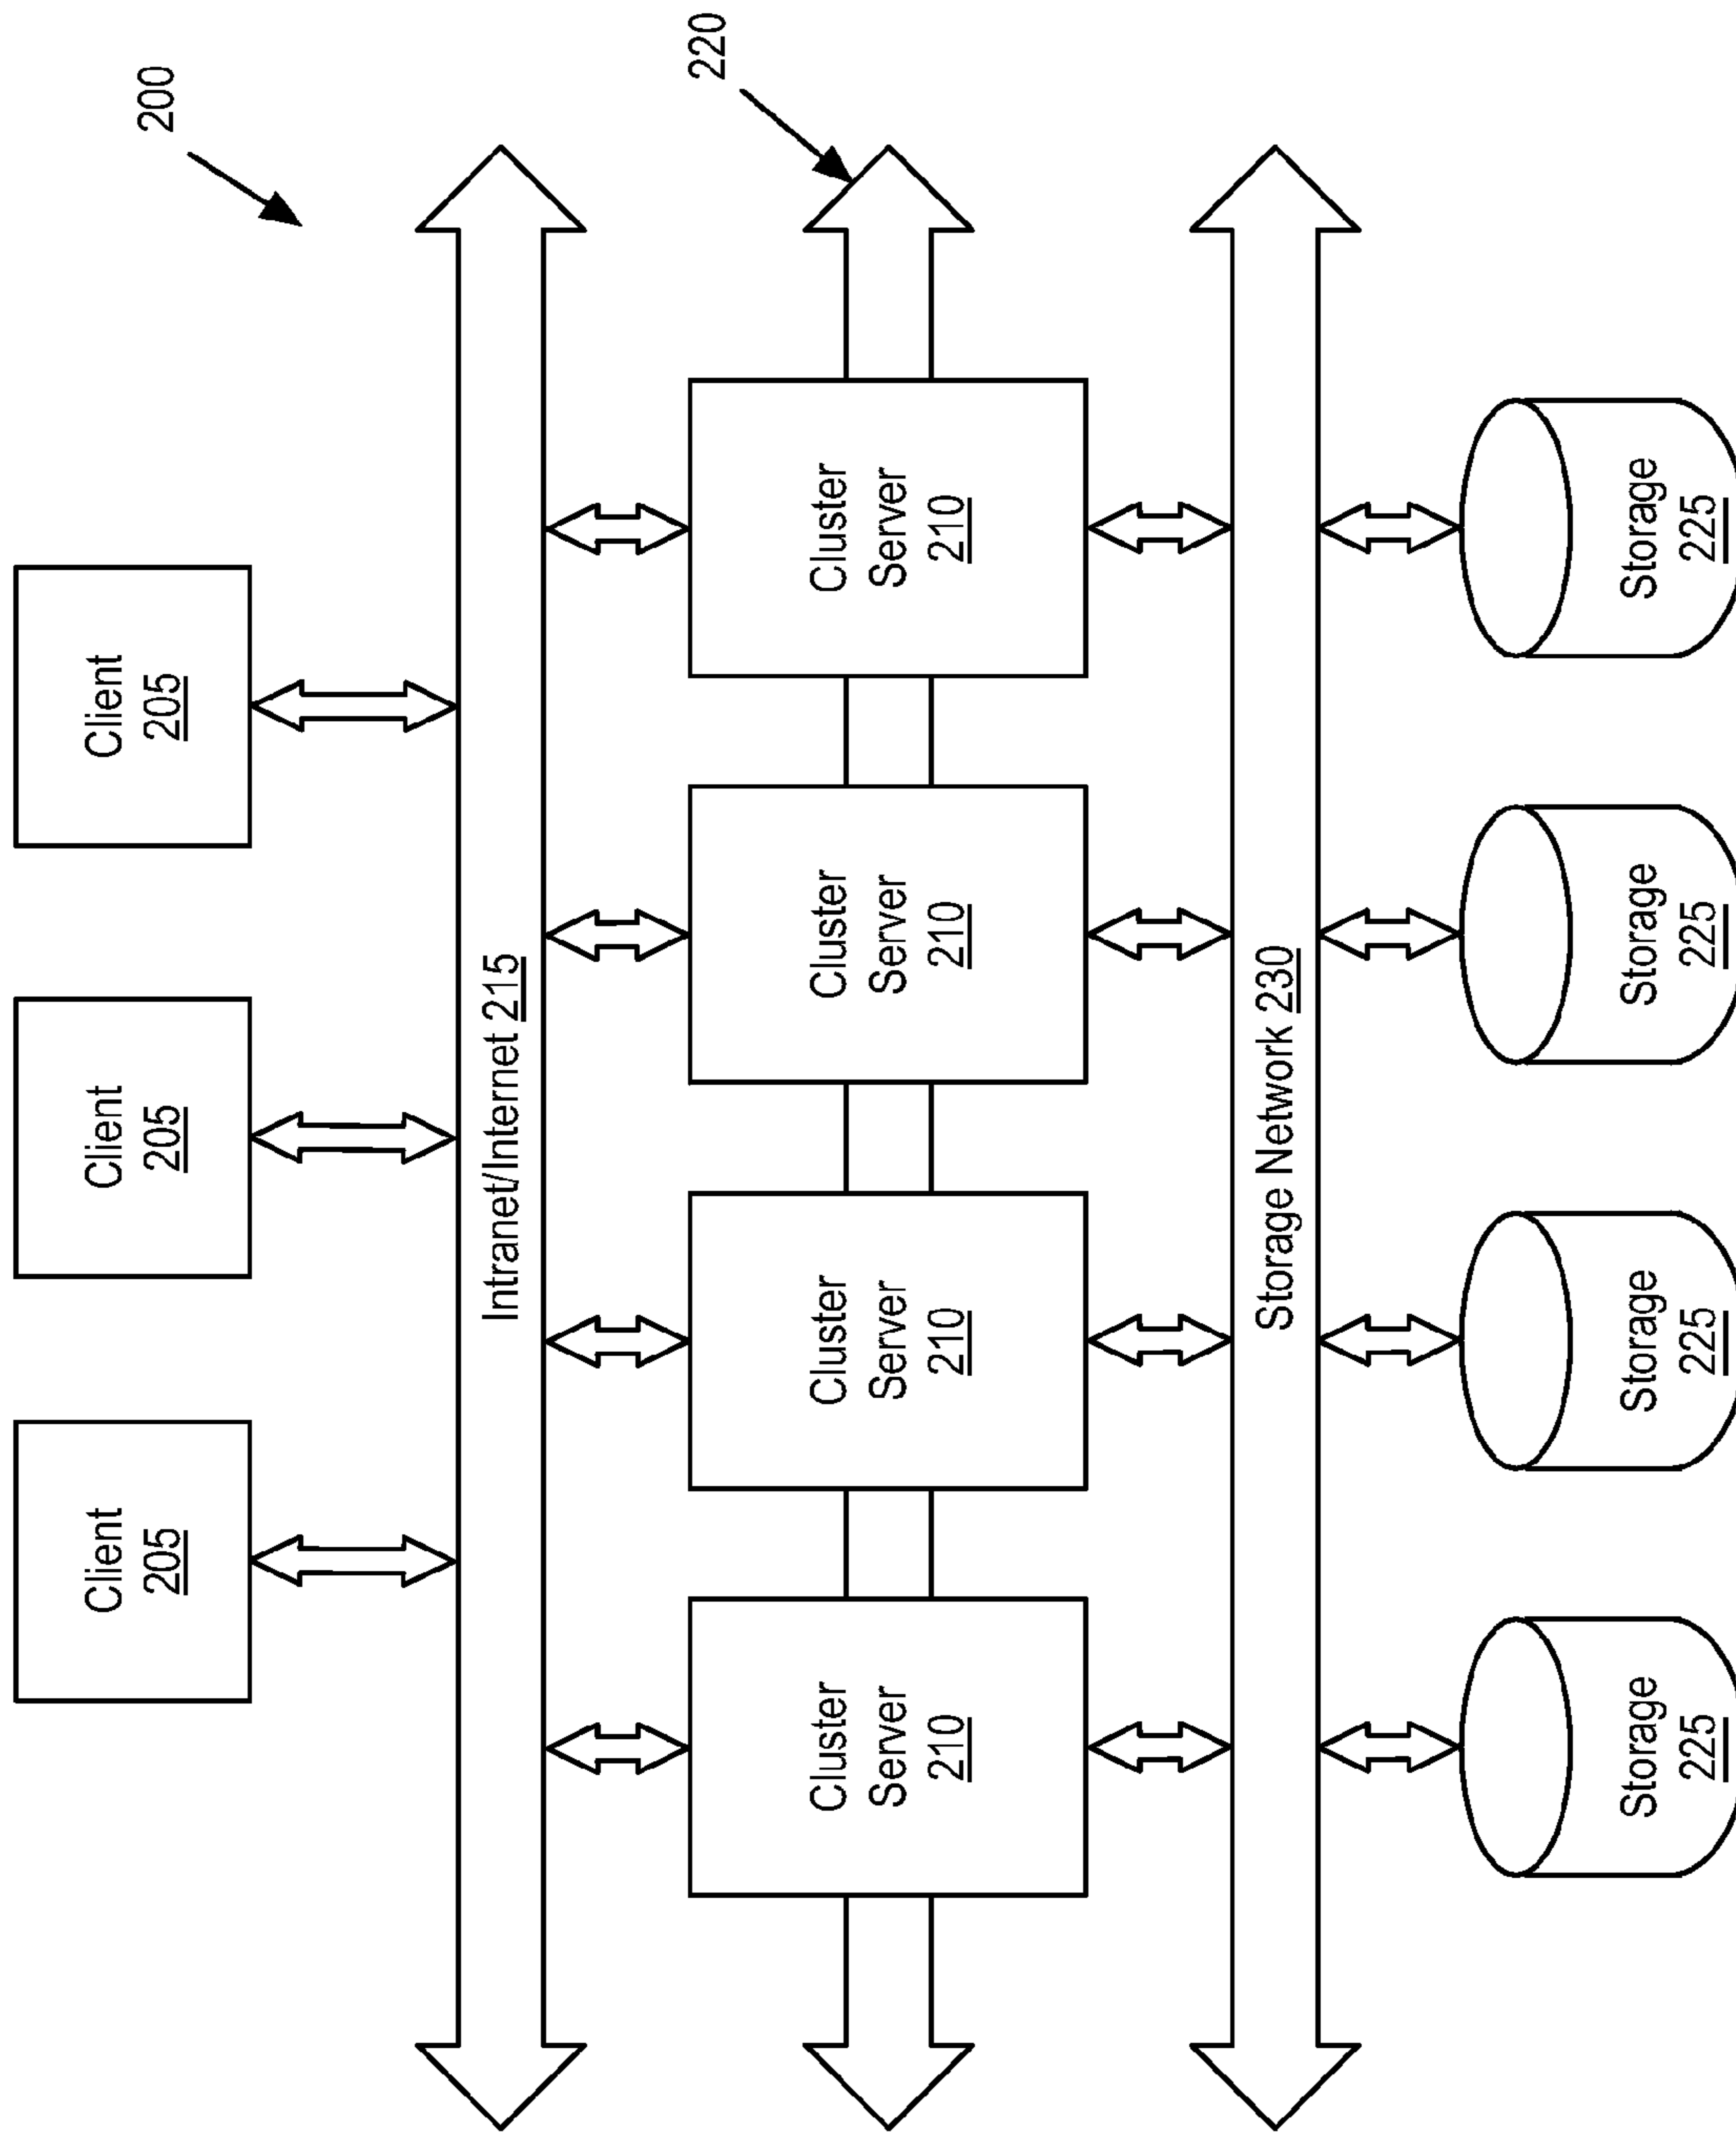 Client
205
Client
205
Client
205
200
Intranet/Internet 215
220
Cluster
Server
210
Cluster
Server
210
Cluster
Server
210
Cluster
Server
210
Storage Network 230
Storage
225
Storage
225
Storage
225
Storage
225